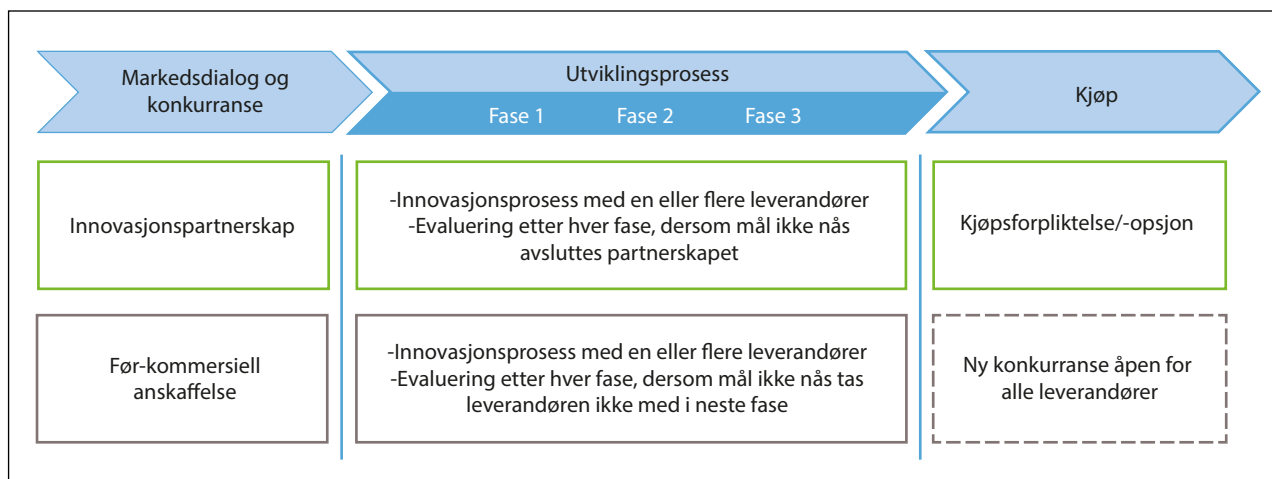 Markedsdialog og
konkurranse
Utviklingsprosess
Fase 1 Fase 2 Fase 3
Kjøp
Innovasjonspartnerskap
-Innovasjonsprosess med en eller flere leverandører
-Evaluering etter hver fase, dersom mål ikke nås
avsluttes partnerskapet
Kjøpsforpliktelse/-opsjon
Før-kommersiell
anskaffelse
-Innovasjonsprosess med en eller flere leverandører
-Evaluering etter hver fase, dersom mål ikke nås tas
leverandøren ikke med i neste fase
Ny konkurranse åpen for
alle leverandører